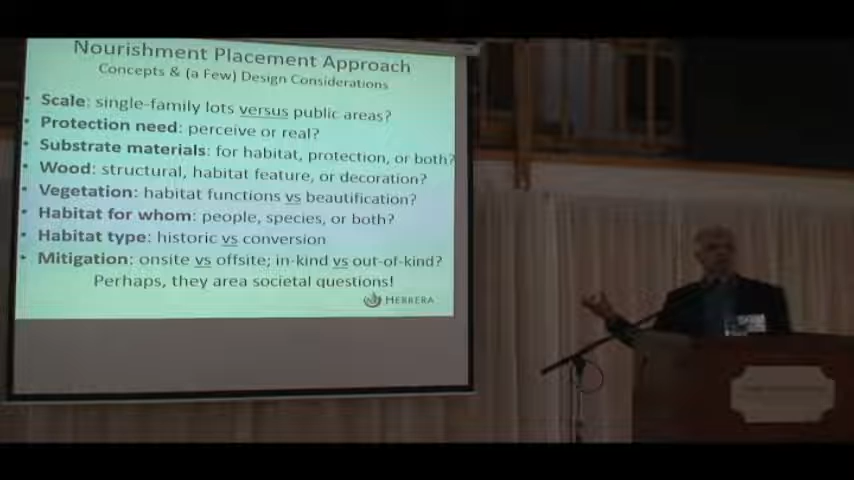 Nourishment Placement Approach
Concepts & (a Few) Design Considerations
• Scale: single-family lots versus public areas?
• Protection need: perceive or real?
• Substrate materials: for habitat, protection, or both?
• Wood: structural, habitat feature, or decoration?
• Vegetation: habitat functions vs beautification?
• Habitat for whom: people, species, or both?
• Habitat type: historic vs conversion
• Mitigation: onsite vs offsite; in-kind vs out-of-kind?
Perhaps, they area societal questions!
HERRERA